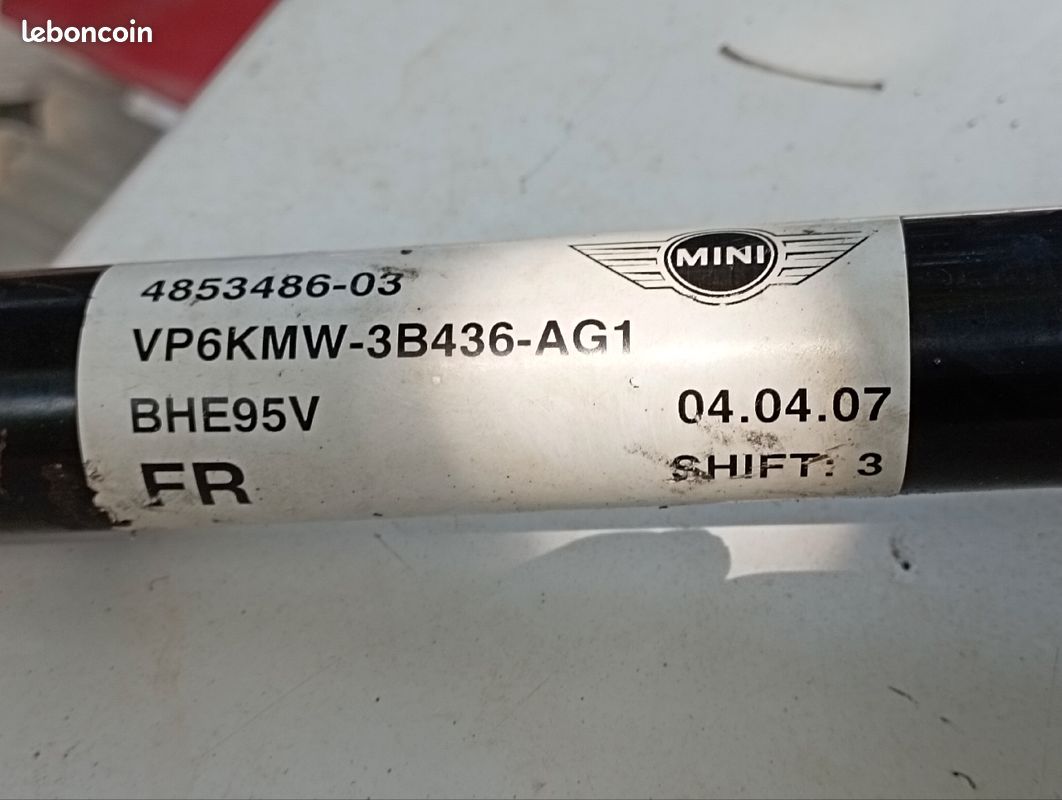 leboncoin
MINI
4853486-03
VP6KMW-3B436-AG1
BHE95V
04.04.07
FR
SHIFT: 3